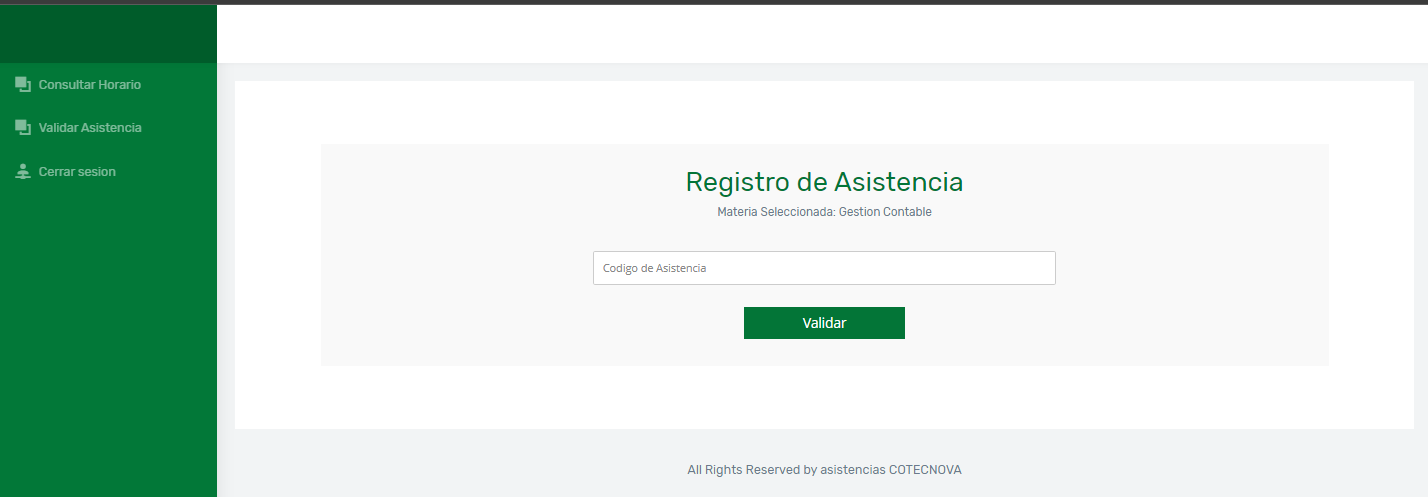 Consultar Horario
Validar Asistencia
Cerrar sesion
Registro de Asistencia
Materia Seleccionada: Gestion Contable
Codigo de Asistencia
Validar
All Rights Reserved by asistencias COTECNOVA